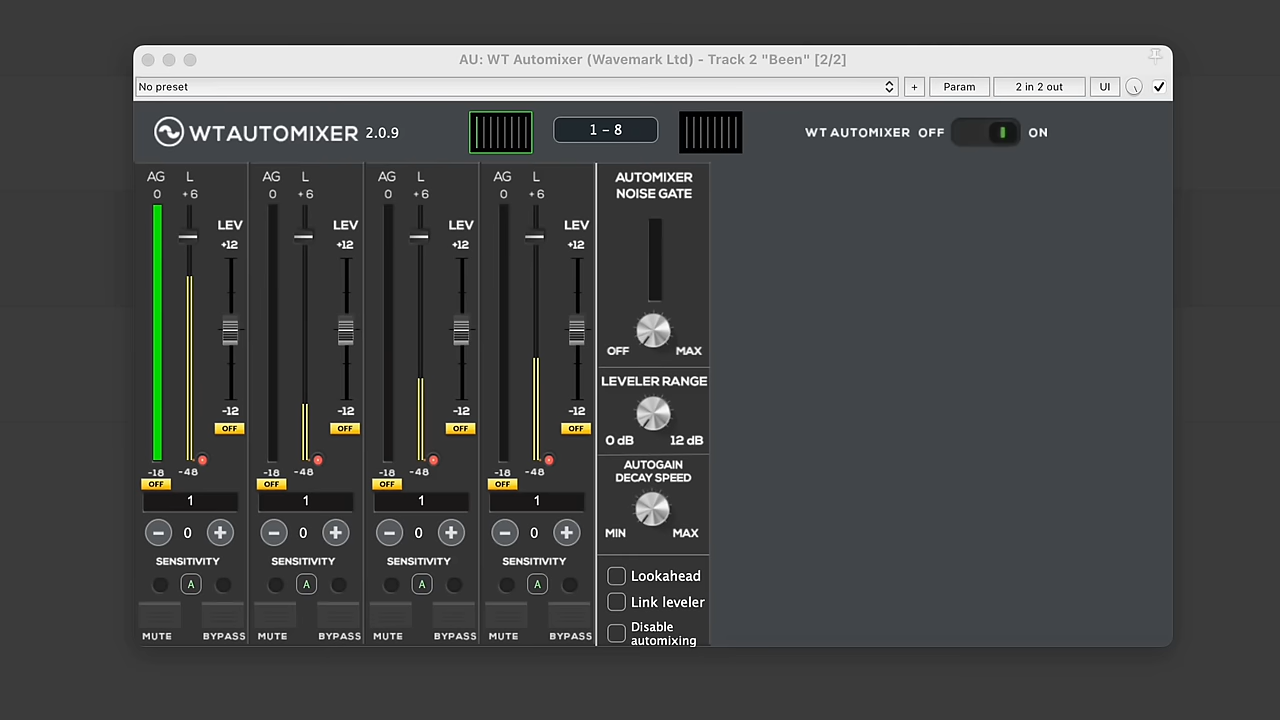 AU: WT Automixer (Wavemark Ltd) - Track 2 "Been" [2/2]
No preset
+
Param
2 in 2 out
UI
WTAUTOMIXER 2.0.9
1 – 8
WTAUTOMIXER OFF ON
AG L AG L AG L AG L
0 +6 0 +6 0 +6 0 +6
LEV LEV LEV LEV
+12 +12 +12 +12
-12 -12 -12 -12
OFF OFF OFF OFF
-18 -48 -18 -48 -18 -48 -18 -48
OFF OFF OFF OFF
1 1 1 1
− 0 + − 0 + − 0 + − 0 +
SENSITIVITY SENSITIVITY SENSITIVITY SENSITIVITY
A A A A
MUTE BYPASS MUTE BYPASS MUTE BYPASS MUTE BYPASS
AUTOMIXER
NOISE GATE
OFF MAX
LEVELER RANGE
0 dB 12 dB
AUTOGAIN
DECAY SPEED
MIN MAX
Lookahead
Link leveler
Disable
automixing